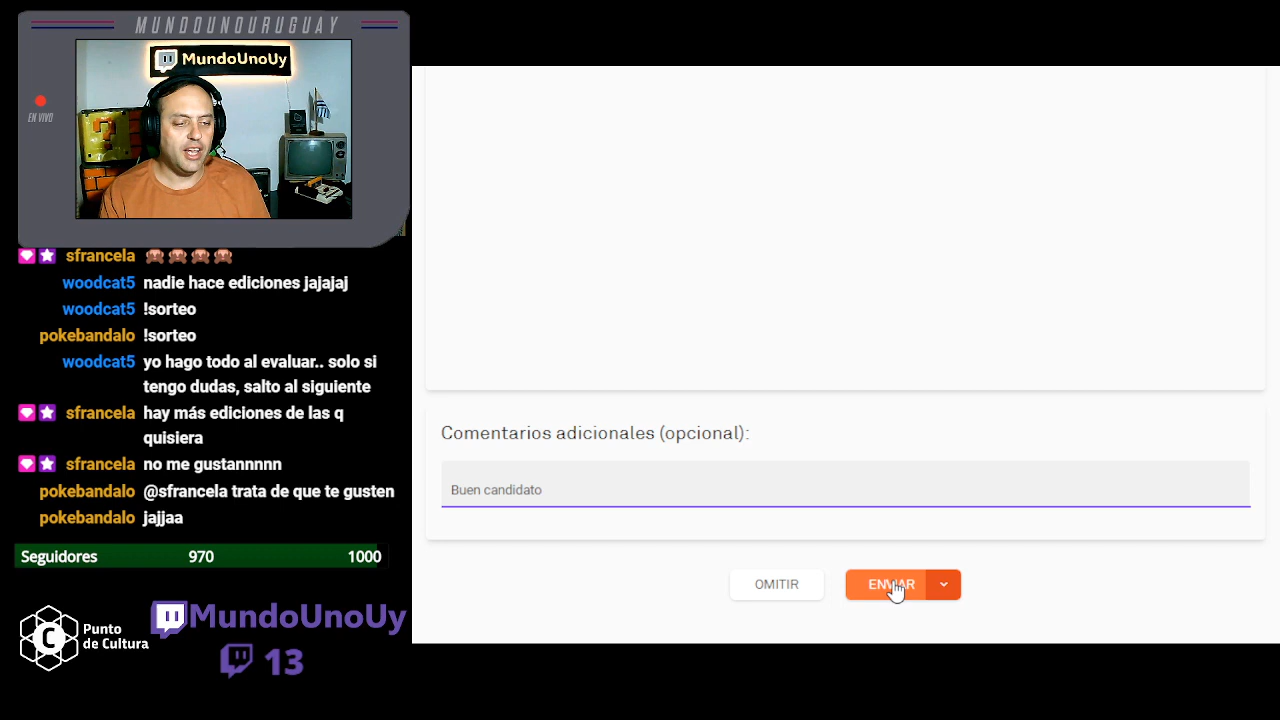 MUNDOUNOURUGUAY
MundoUnoUy
EN VIVO
sfrancela
woodcat5 nadie hace ediciones jajajaj
woodcat5 !sorteo
pokebandalo !sorteo
woodcat5 yo hago todo al evaluar.. solo si
tengo dudas, salto al siguiente
sfrancela hay más ediciones de las q
quisiera
sfrancela no me gustannnnn
pokebandalo @sfrancela trata de que te gusten
pokebandalo jajjaa
Seguidores 970 1000
C Punto
de Cultura
MundoUnoUy
13
Comentarios adicionales (opcional):
Buen candidato
OMITIR ENVIAR